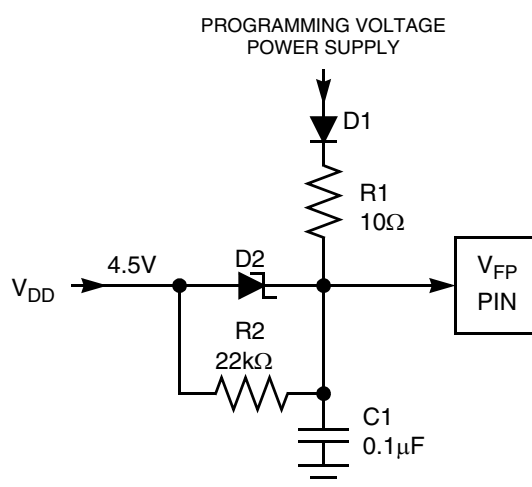 PROGRAMMING VOLTAGE
POWER SUPPLY
D1
R1
10Ω
V_DD
4.5V
D2
V_FP
PIN
R2
22kΩ
C1
0.1µF